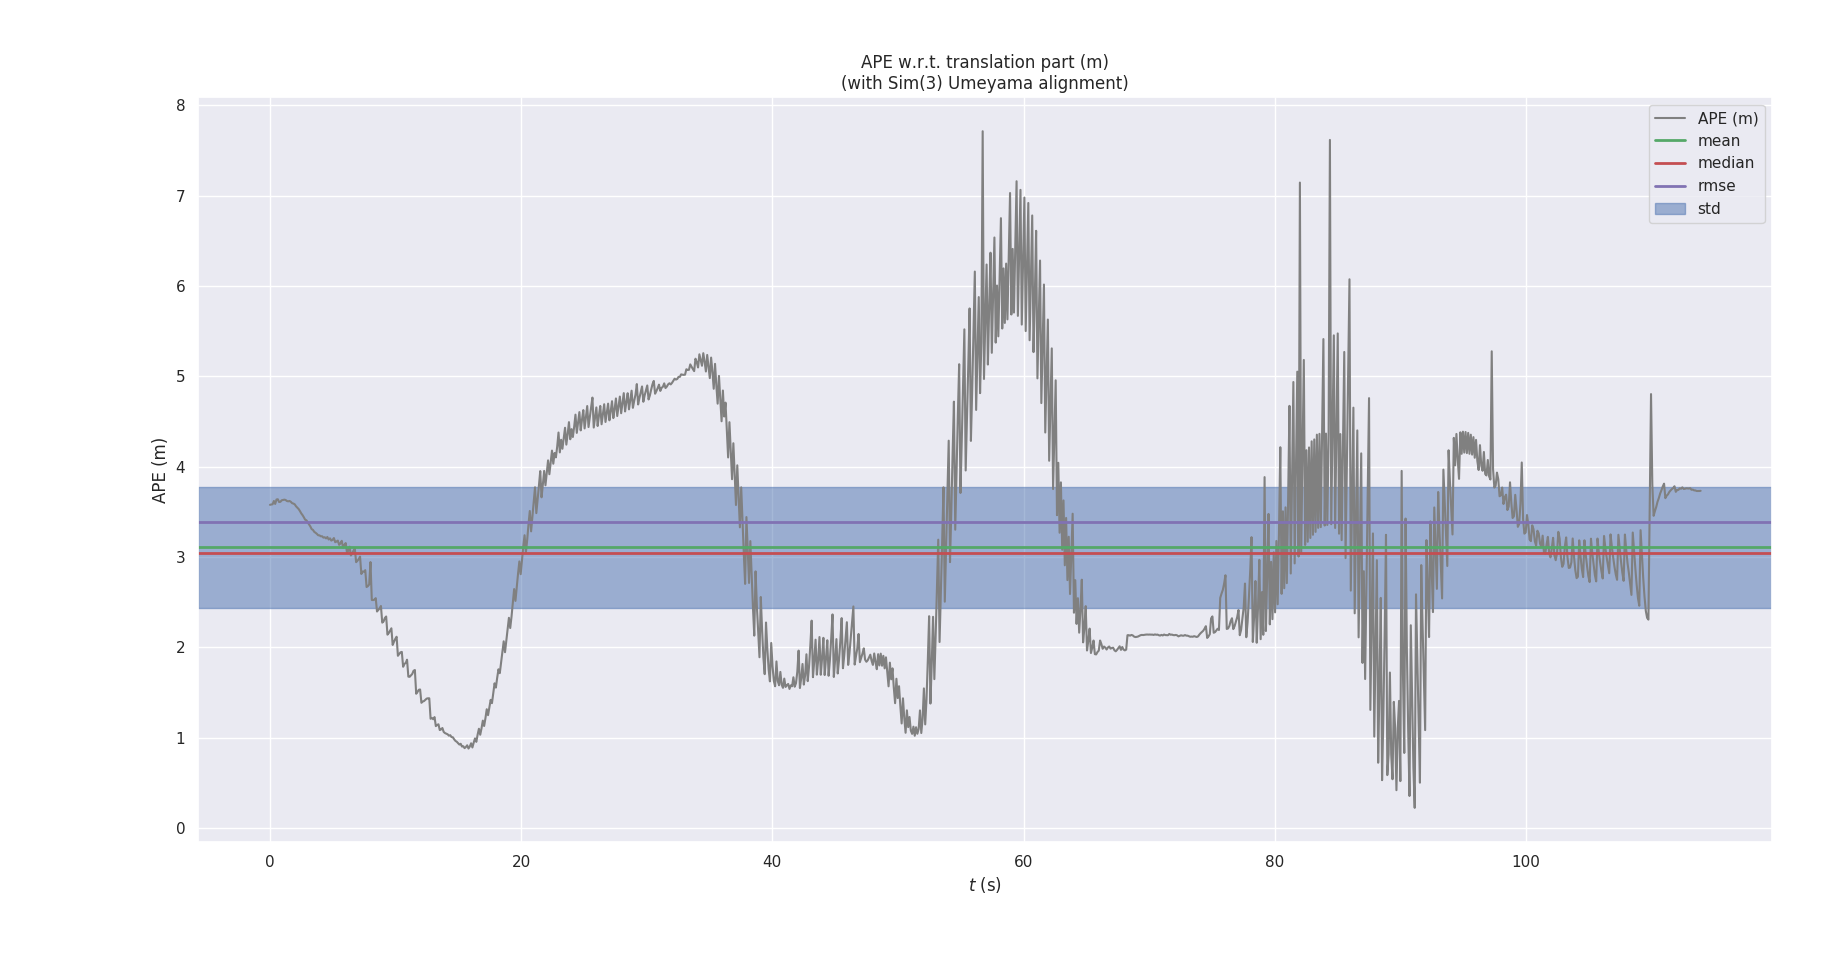 APE w.r.t. translation part (m)
(with Sim(3) Umeyama alignment)
8
7
6
5
4
3
2
1
0
APE (m)
APE (m)
mean
median
rmse
std
0
20
40
60
80
100
t (s)